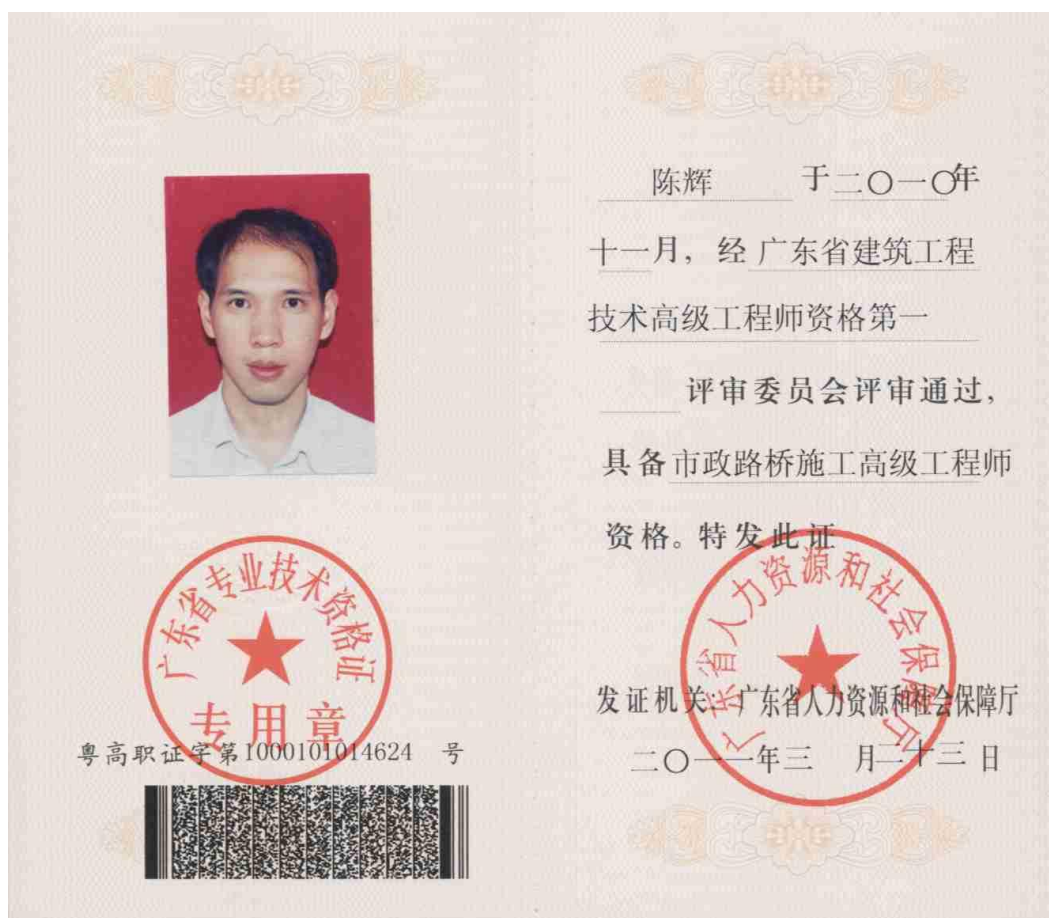 广东省专业技术资格证
专用章
粤高职证字第1000101014624 号
陈辉 于二〇一〇年
十一月，经广东省建筑工程
技术高级工程师资格第一
评审委员会评审通过，
具备市政路桥施工高级工程师
资格。特发此证
广东省人力资源和社会保障厅
发证机关：广东省人力资源和社会保障厅
二〇一一年三 月二十三日